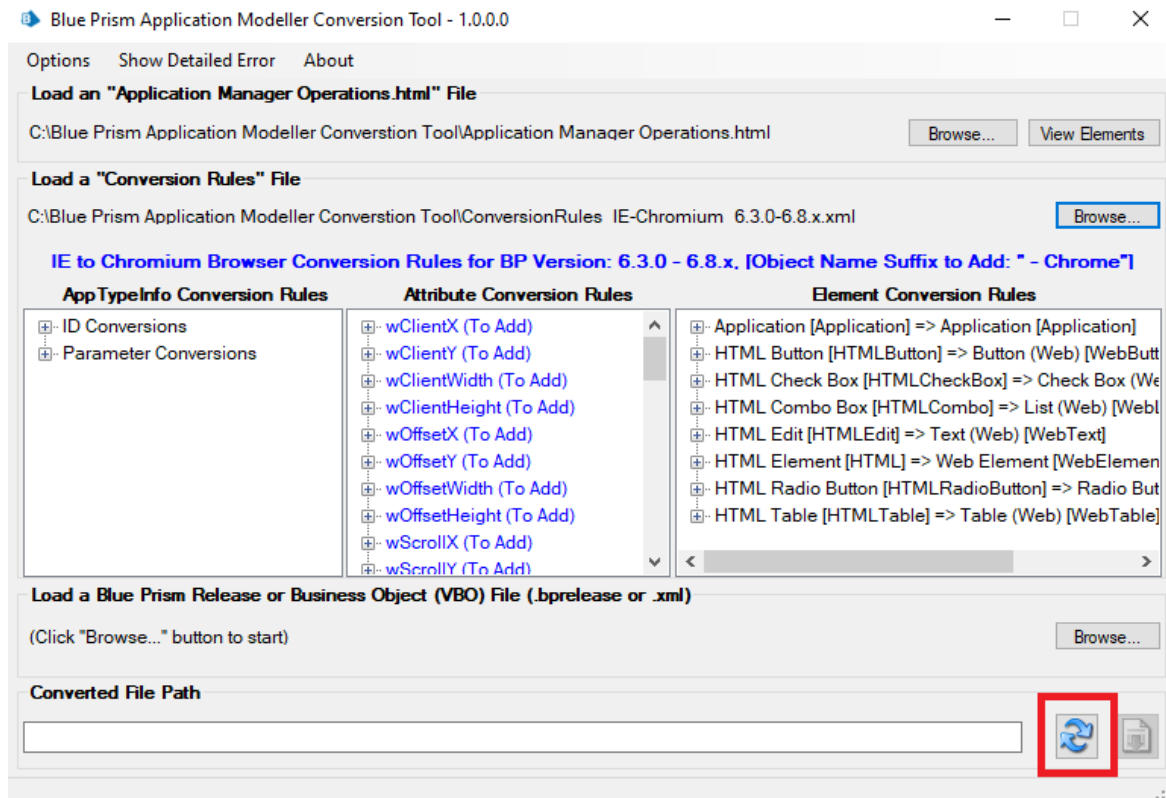 Blue Prism Application Modeller Conversion Tool - 1.0.0.0
Options Show Detailed Error About
Load an "Application Manager Operations.html" File
C:\Blue Prism Application Modeller Converstion Tool\Application Manager Operations.html Browse... View Elements
Load a "Conversion Rules" File
C:\Blue Prism Application Modeller Converstion Tool\ConversionRules IE-Chromium 6.3.0-6.8.x.xml Browse...
IE to Chromium Browser Conversion Rules for BP Version: 6.3.0 - 6.8.x, [Object Name Suffix to Add: " - Chrome"]
AppTypeInfo Conversion Rules
ID Conversions
Parameter Conversions
Attribute Conversion Rules
wClientX (To Add)
wClientY (To Add)
wClientWidth (To Add)
wClientHeight (To Add)
wOffsetX (To Add)
wOffsetY (To Add)
wOffsetWidth (To Add)
wOffsetHeight (To Add)
wScrollX (To Add)
wScrollY (To Add)
Element Conversion Rules
Application [Application] => Application [Application]
HTML Button [HTMLButton] => Button (Web) [WebButt
HTML Check Box [HTMLCheckBox] => Check Box (We
HTML Combo Box [HTMLCombo] => List (Web) [WebL
HTML Edit [HTMLEdit] => Text (Web) [WebText]
HTML Element [HTML] => Web Element [WebElemen
HTML Radio Button [HTMLRadioButton] => Radio But
HTML Table [HTMLTable] => Table (Web) [WebTable]
Load a Blue Prism Release or Business Object (VBO) File (.bprelease or .xml)
(Click "Browse..." button to start) Browse...
Converted File Path